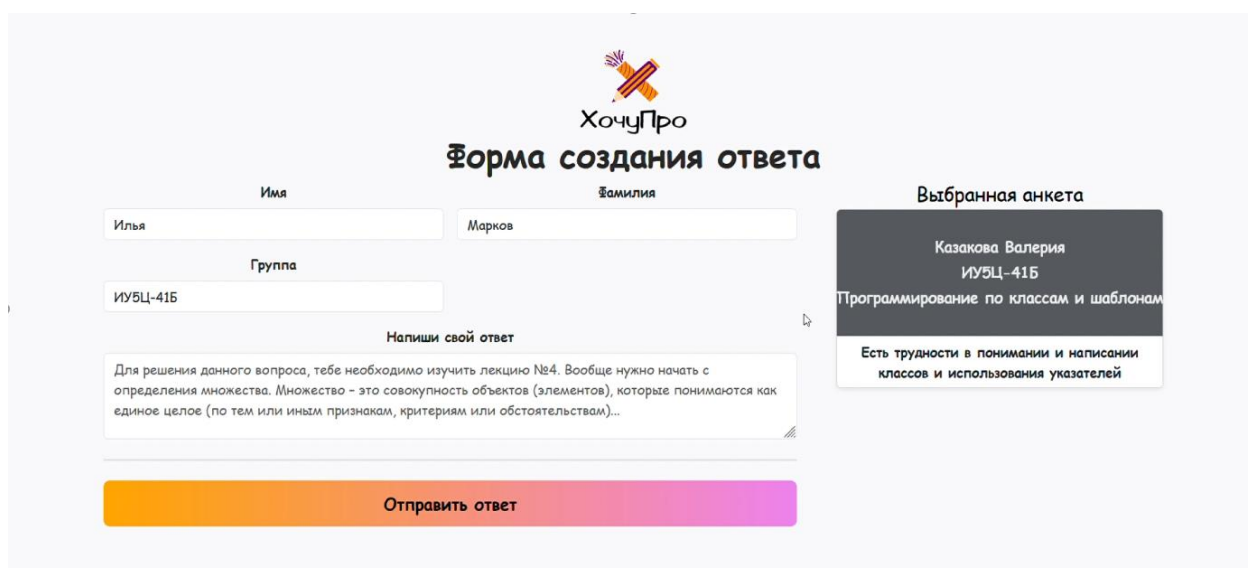 ХочуПро
Форма создания ответа
Имя
Фамилия
Илья
Марков
Группа
ИУ5Ц-41Б
Напиши свой ответ
Для решения данного вопроса, тебе необходимо изучить лекцию №4. Вообще нужно начать с
определения множества. Множество – это совокупность объектов (элементов), которые понимаются как
единое целое (по тем или иным признакам, критериям или обстоятельствам)...
Отправить ответ
Выбранная анкета
Казакова Валерия
ИУ5Ц-41Б
Программирование по классам и шаблонам
Есть трудности в понимании и написании
классов и использования указателей